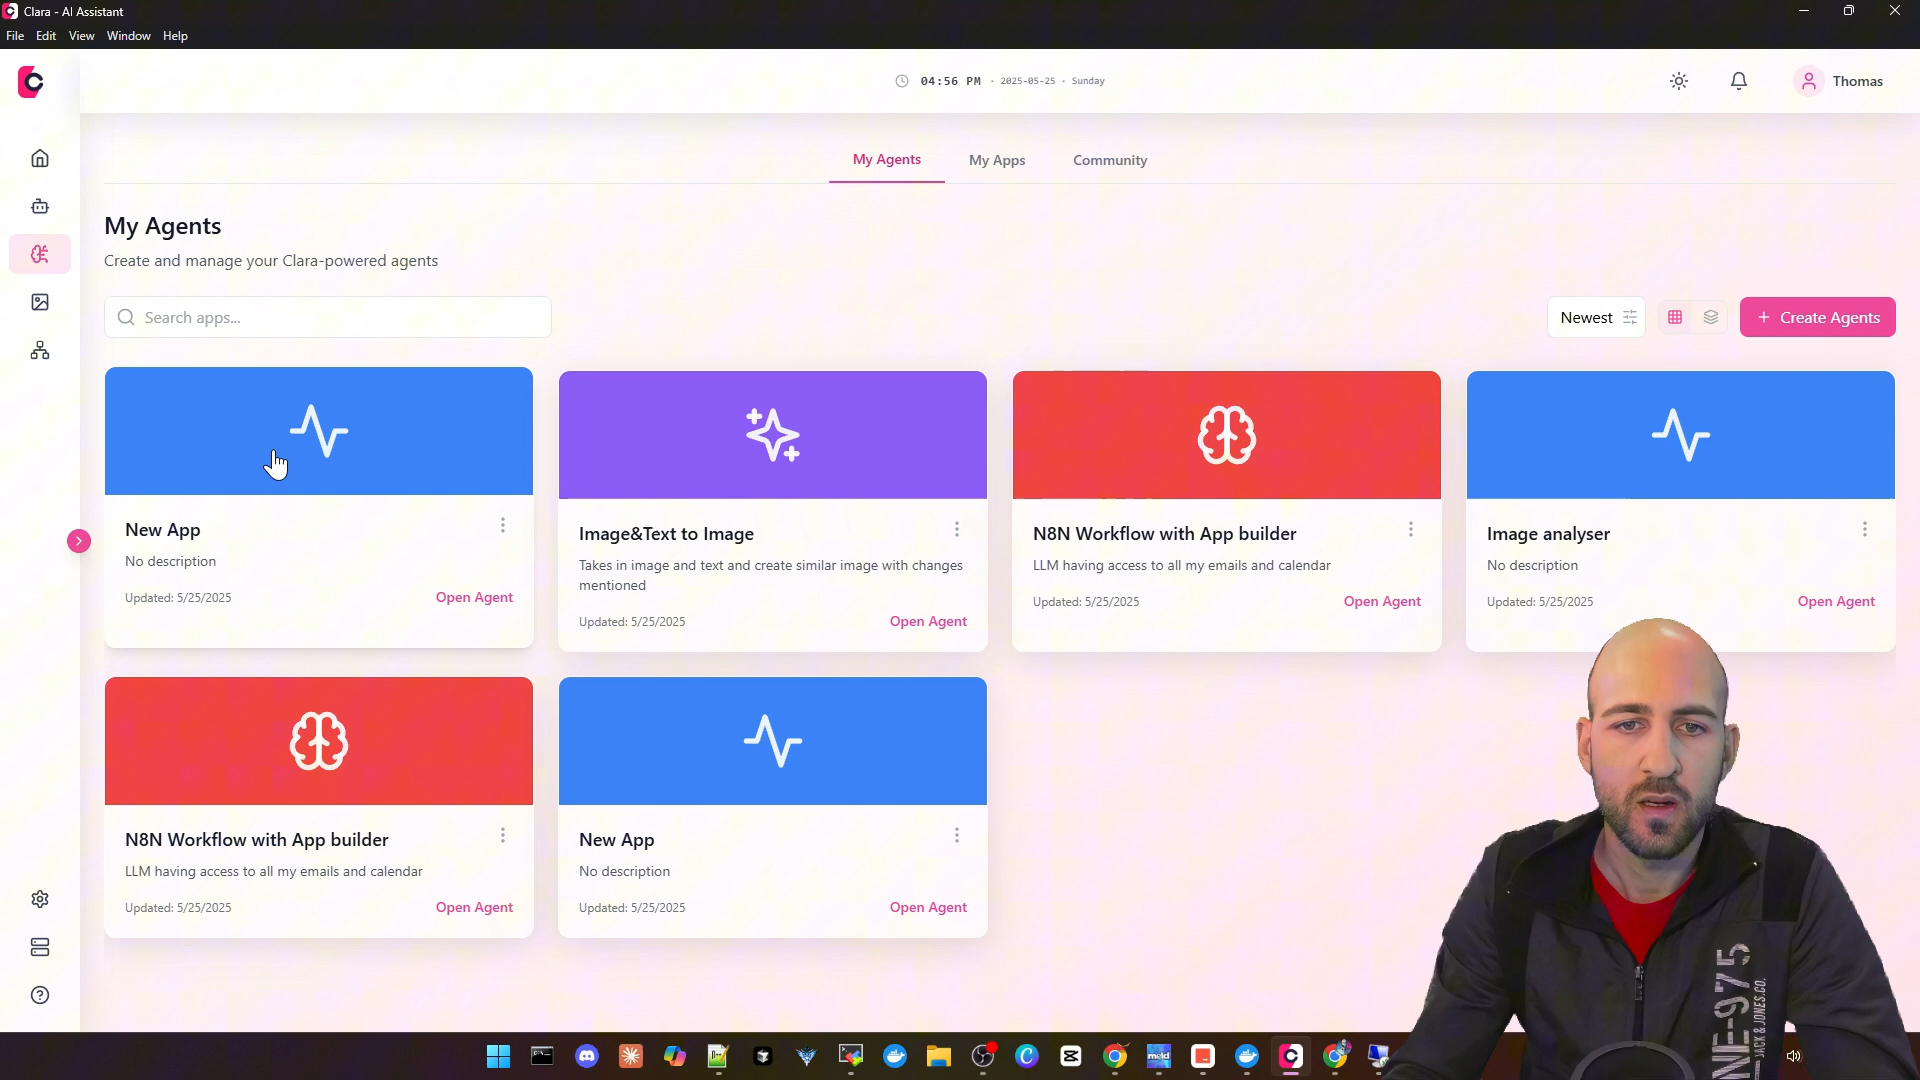 Clara - AI Assistant
File Edit View Window Help
04:56 PM · 2025-05-25 · Sunday
Thomas
My Agents My Apps Community
My Agents
Create and manage your Clara-powered agents
Search apps...
Newest
+ Create Agents
New App
No description
Updated: 5/25/2025
Open Agent
Image&Text to Image
Takes in image and text and create similar image with changes
mentioned
Updated: 5/25/2025
Open Agent
N8N Workflow with App builder
LLM having access to all my emails and calendar
Updated: 5/25/2025
Open Agent
Image analyser
No description
Updated: 5/25/2025
Open Agent
N8N Workflow with App builder
LLM having access to all my emails and calendar
Updated: 5/25/2025
Open Agent
New App
No description
Updated: 5/25/2025
Open Agent
NE-975
JACK & JONES.CO.
meld